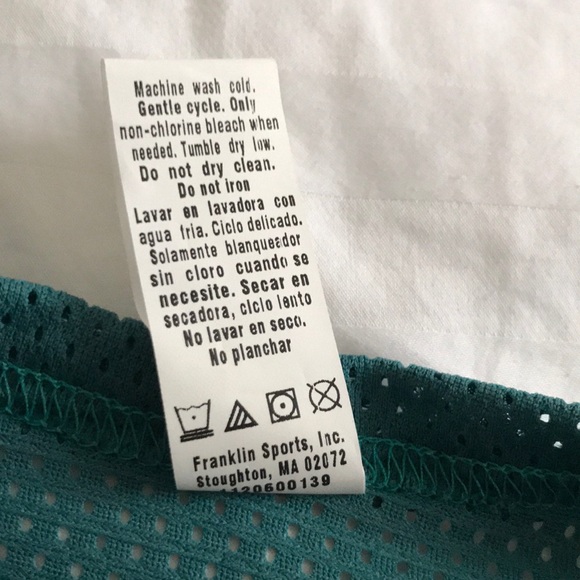 Machine wash cold.
Gentle cycle. Only
non-chlorine bleach when
needed. Tumble dry low.
Do not dry clean.
Do not iron
Lavar en lavadora con
agua fria. Ciclo delicado.
Solamente blanqueador
sin cloro cuando se
necesite. Secar en
secadora, ciclo lento
No lavar en seco.
No planchar
Franklin Sports, Inc.
Stoughton, MA 02072
1120600139